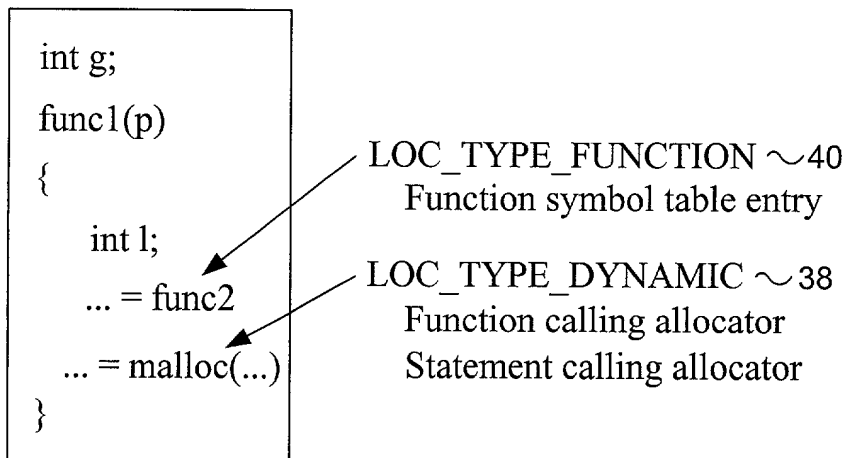 int g;
func1(p)
{
int l;
... = func2
... = malloc(...)
}
LOC_TYPE_FUNCTION 40
Function symbol table entry
LOC_TYPE_DYNAMIC 38
Function calling allocator
Statement calling allocator